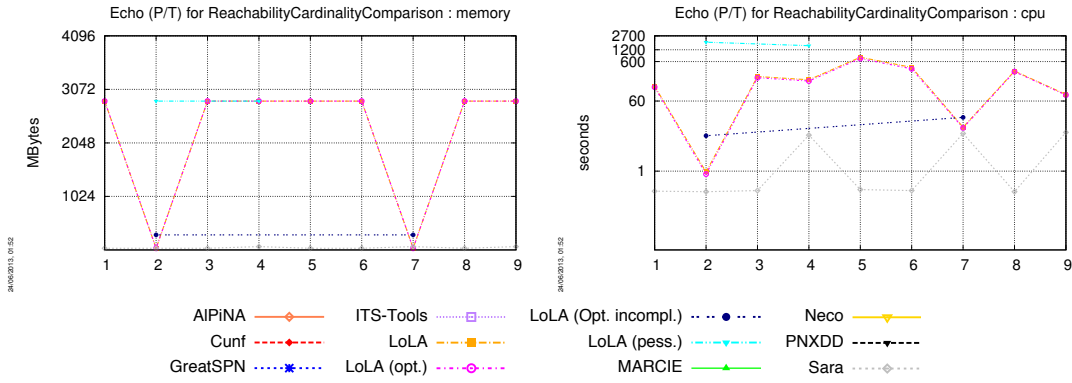 Echo (P/T) for ReachabilityCardinalityComparison : memory
4096
3072
2048
1024
MBytes
1 2 3 4 5 6 7 8 9
24/06/2013, 01:52
Echo (P/T) for ReachabilityCardinalityComparison : cpu
2700
1200
600
60
1
seconds
1 2 3 4 5 6 7 8 9
24/06/2013, 01:52
AlPiNA ITS-Tools LoLA (Opt. incompl.) Neco
Cunf LoLA LoLA (pess.) PNXDD
GreatSPN LoLA (opt.) MARCIE Sara